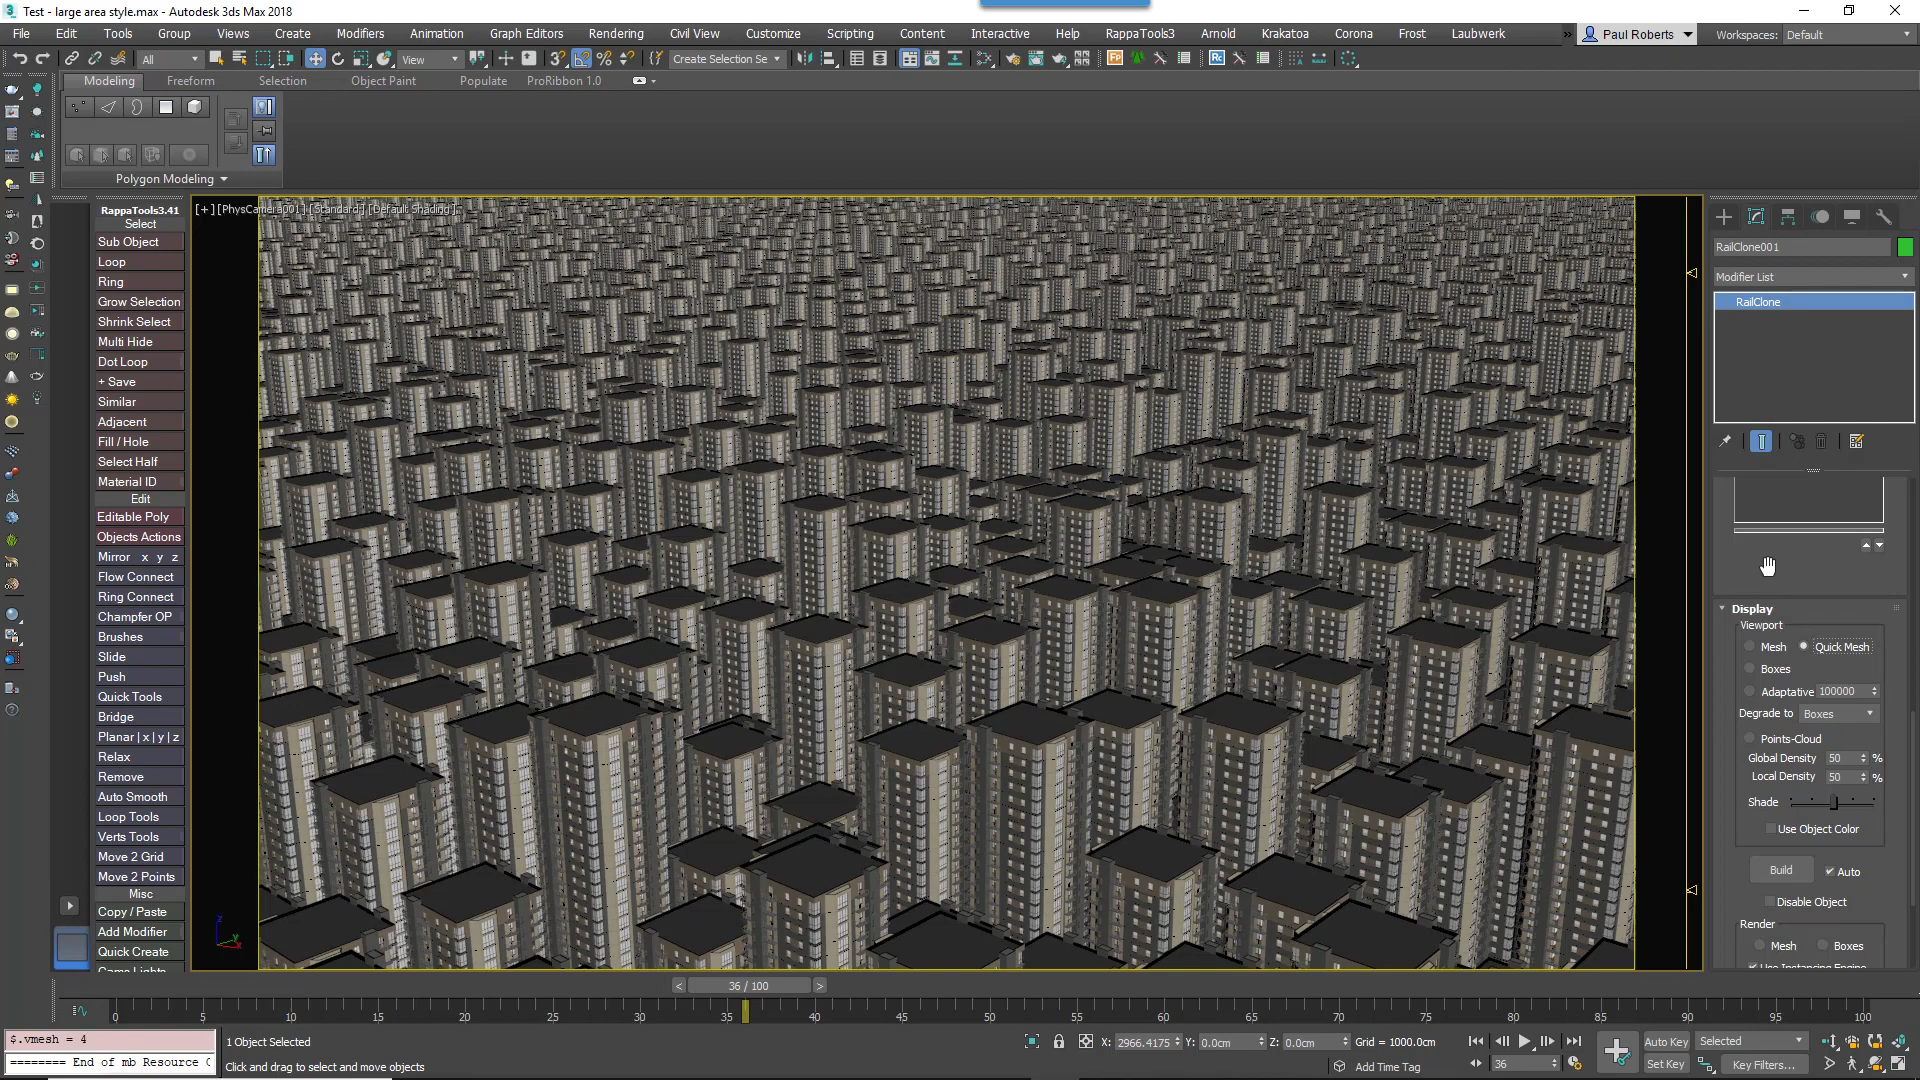 Test - large area style.max - Autodesk 3ds Max 2018
File Edit Tools Group Views Create Modifiers Animation Graph Editors Rendering Civil View Customize Scripting Content Interactive Help RappaTools3 Arnold Krakatoa Corona Frost Laubwerk » Paul Roberts Workspaces: Default
All View Create Selection Se
Modeling Freeform Selection Object Paint Populate ProRibbon 1.0
Polygon Modeling
RappaTools3.41
Select
Sub Object
Loop
Ring
Grow Selection
Shrink Select
Multi Hide
Dot Loop
+ Save
Similar
Adjacent
Fill / Hole
Select Half
Material ID
Edit
Editable Poly
Objects Actions
Mirror x y z
Flow Connect
Ring Connect
Champfer OP
Brushes
Slide
Push
Quick Tools
Bridge
Planar | x | y | z
Relax
Remove
Auto Smooth
Loop Tools
Verts Tools
Move 2 Grid
Move 2 Points
Misc
Copy / Paste
Add Modifier
Quick Create
[+] [PhysCamera001] [Standard] [Default Shading]
RailClone001
Modifier List
RailClone
Display
Viewport
Mesh Quick Mesh
Boxes
Adaptative 100000
Degrade to Boxes
Points-Cloud
Global Density 50 %
Local Density 50 %
Shade
Use Object Color
Build Auto
Disable Object
Render
Mesh Boxes
Use Instancing Engine
< 36 / 100 >
0 5 10 15 20 25 30 35 40 45 50 55 60 65 70 75 80 85 90 95 100
$.vmesh = 4
======== End of mb Resource C
1 Object Selected
Click and drag to select and move objects
X: 2966.4175 Y: 0.0cm Z: 0.0cm Grid = 1000.0cm
Add Time Tag
36
Auto Key Selected
Set Key Key Filters...